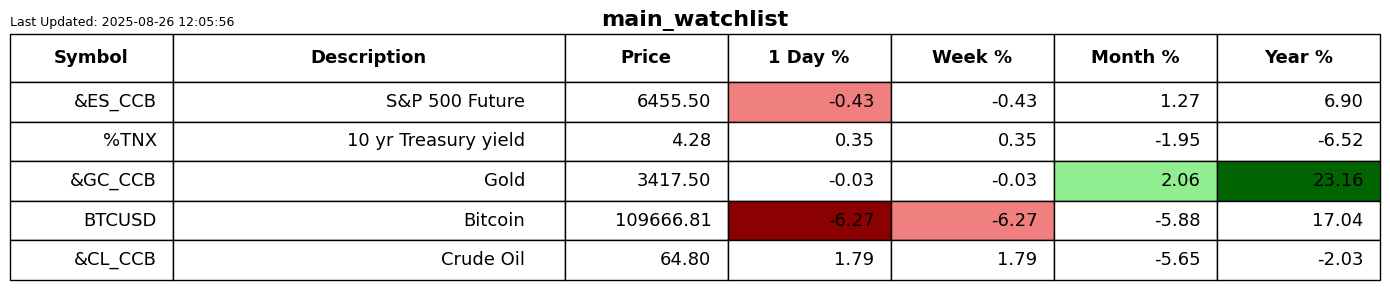 Last Updated: 2025-08-26 12:05:56
main_watchlist
Symbol Description Price 1 Day % Week % Month % Year %
&ES_CCB S&P 500 Future 6455.50 -0.43 -0.43 1.27 6.90
%TNX 10 yr Treasury yield 4.28 0.35 0.35 -1.95 -6.52
&GC_CCB Gold 3417.50 -0.03 -0.03 2.06 23.16
BTCUSD Bitcoin 109666.81 -6.27 -6.27 -5.88 17.04
&CL_CCB Crude Oil 64.80 1.79 1.79 -5.65 -2.03